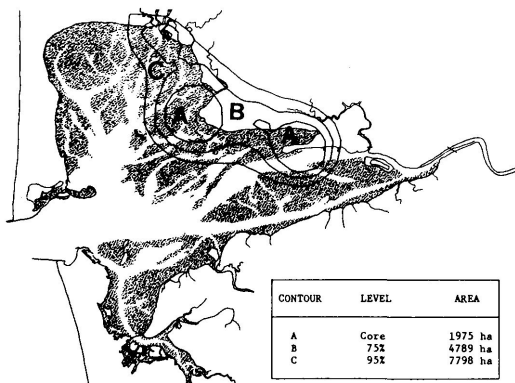 C
B
A
A
CONTOUR LEVEL AREA
A Core 1975 ha
B 75% 4789 ha
C 95% 7798 ha